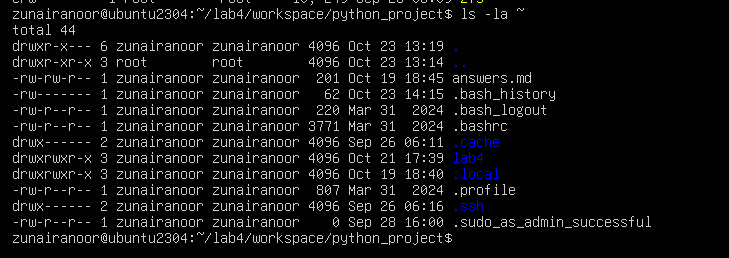 zunairanoor@ubuntu2304:~/lab4/workspace/python_project$ ls -la ~
total 44
drwxr-x--- 6 zunairanoor zunairanoor 4096 Oct 23 13:19 .
drwxr-xr-x 3 root        root        4096 Oct 23 13:14 ..
-rw-rw-r-- 1 zunairanoor zunairanoor  201 Oct 19 18:45 answers.md
-rw------- 1 zunairanoor zunairanoor   62 Oct 23 14:15 .bash_history
-rw-r--r-- 1 zunairanoor zunairanoor  220 Mar 31  2024 .bash_logout
-rw-r--r-- 1 zunairanoor zunairanoor 3771 Mar 31  2024 .bashrc
drwx------ 2 zunairanoor zunairanoor 4096 Sep 26 06:11 .cache
drwxrwxr-x 3 zunairanoor zunairanoor 4096 Oct 21 17:39 lab4
drwxrwxr-x 3 zunairanoor zunairanoor 4096 Oct 19 18:40 .local
-rw-r--r-- 1 zunairanoor zunairanoor  807 Mar 31  2024 .profile
drwx------ 2 zunairanoor zunairanoor 4096 Sep 26 06:16 .ssh
-rw-r--r-- 1 zunairanoor zunairanoor    0 Sep 28 16:00 .sudo_as_admin_successful
zunairanoor@ubuntu2304:~/lab4/workspace/python_project$